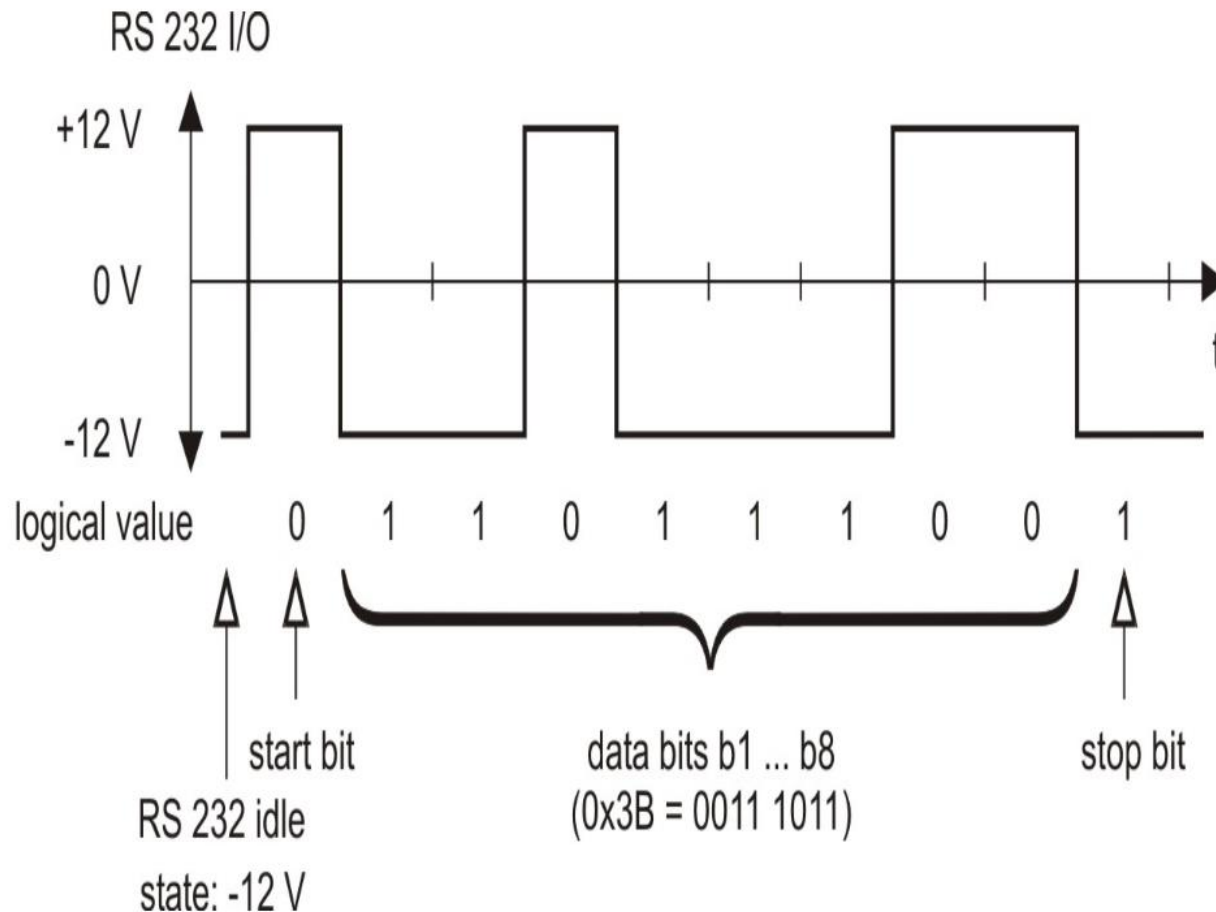 RS 232 I/O
+12 V
0 V
-12 V
t
logical value 0 1 1 0 1 1 1 0 0 1
start bit
data bits b1 ... b8
stop bit
(0x3B = 0011 1011)
RS 232 idle
state: -12 V